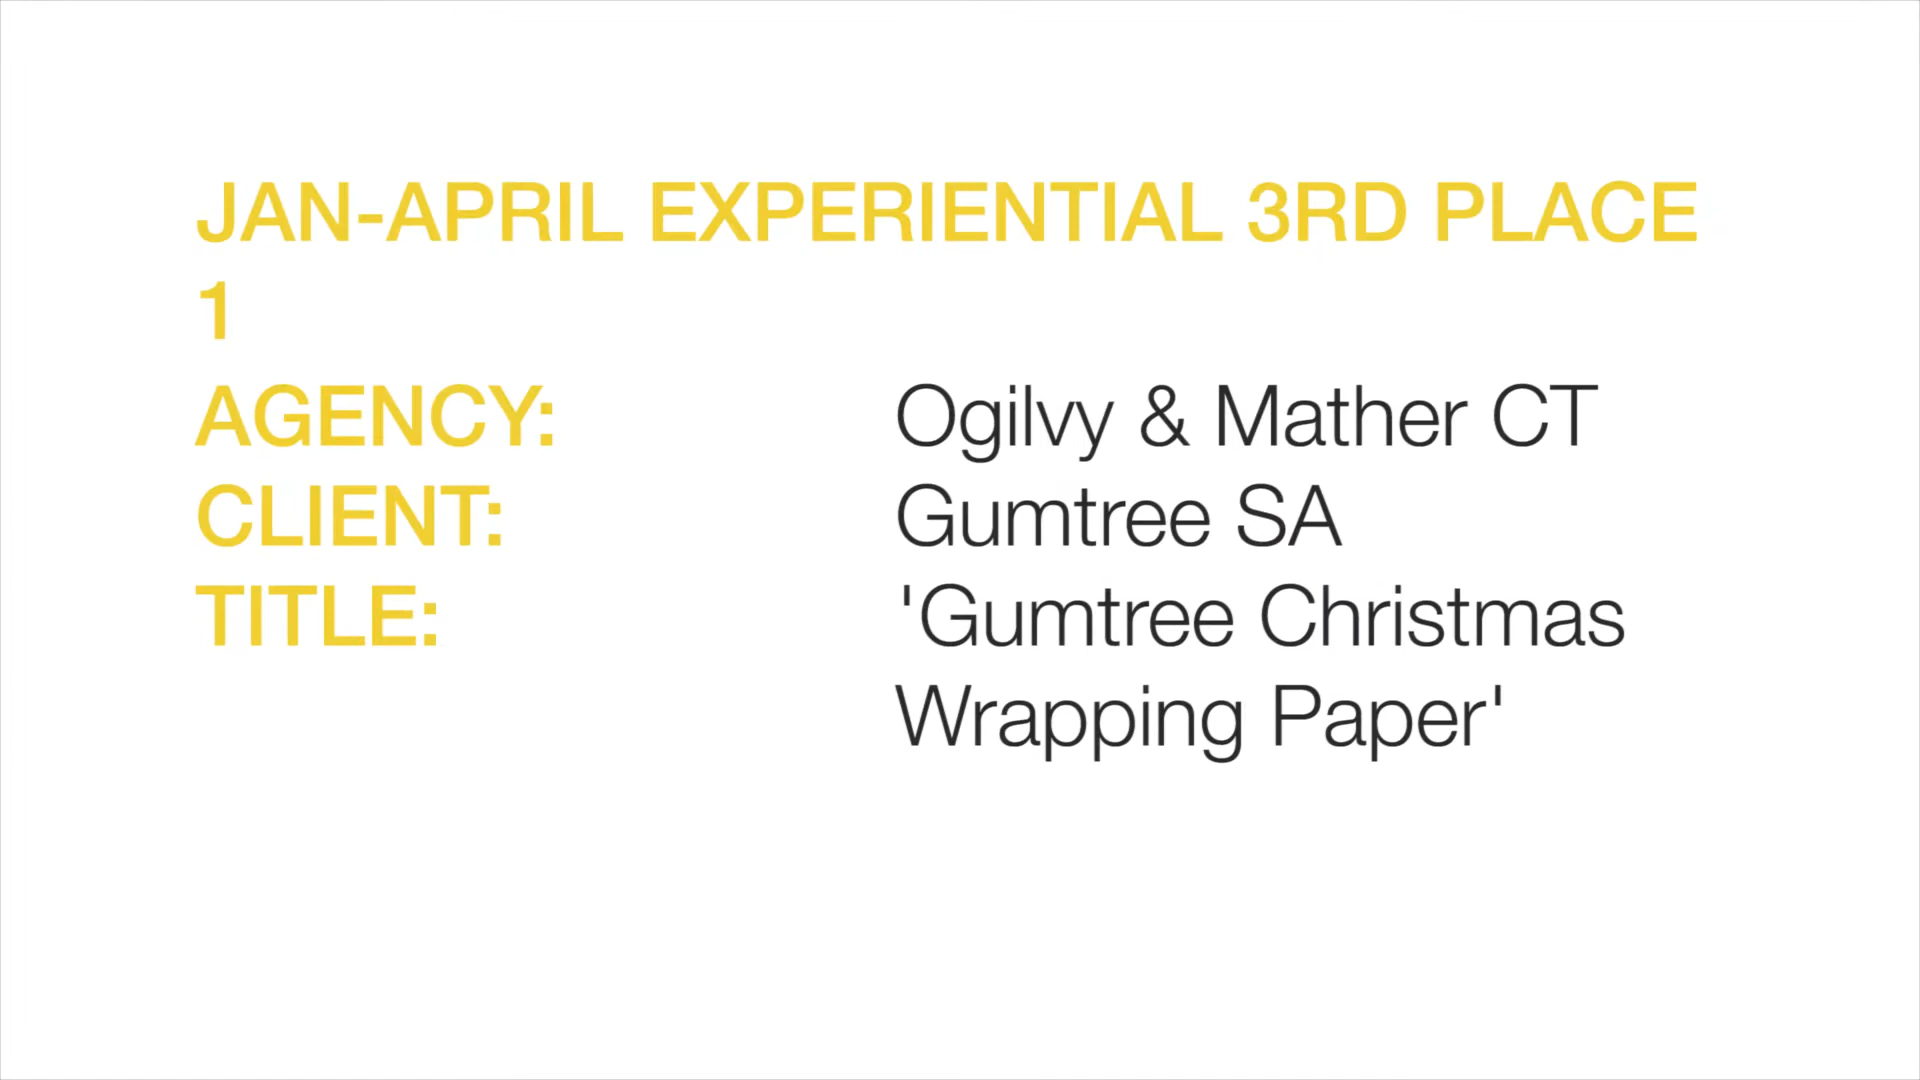 JAN-APRIL EXPERIENTIAL 3RD PLACE
1
AGENCY: Ogilvy & Mather CT
CLIENT: Gumtree SA
TITLE: 'Gumtree Christmas
Wrapping Paper'